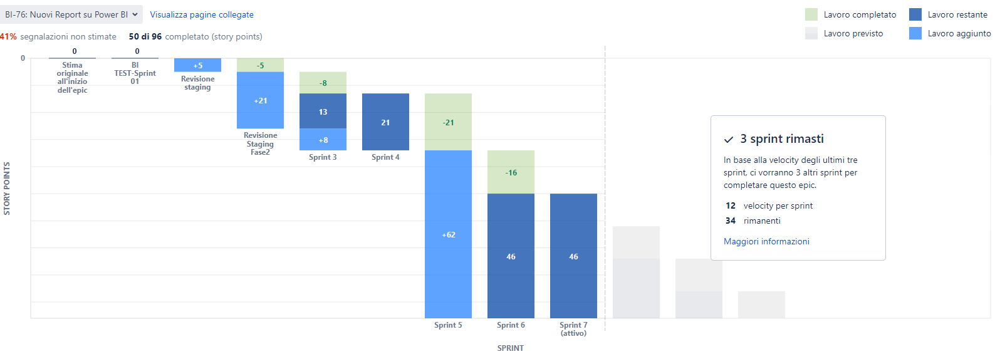 BI-76: Nuovi Report su Power BI
Visualizza pagine collegate
Lavoro completato
Lavoro restante
Lavoro previsto
Lavoro aggiunto
41% segnalazioni non stimate
50 di 96 completato (story points)
0
0
0
Stima
originale
all'inizio
dell'epic
BI
TEST-Sprint
01
+5
Revisione
staging
-5
+21
Revisione
Staging
Fase2
-8
13
+8
Sprint 3
21
Sprint 4
-21
+62
Sprint 5
-16
46
Sprint 6
46
Sprint 7
(attivo)
3 sprint rimasti
In base alla velocity degli ultimi tre
sprint, ci vorranno 3 altri sprint per
completare questo epic.
12 velocity per sprint
34 rimanenti
Maggiori informazioni
STORY POINTS
SPRINT